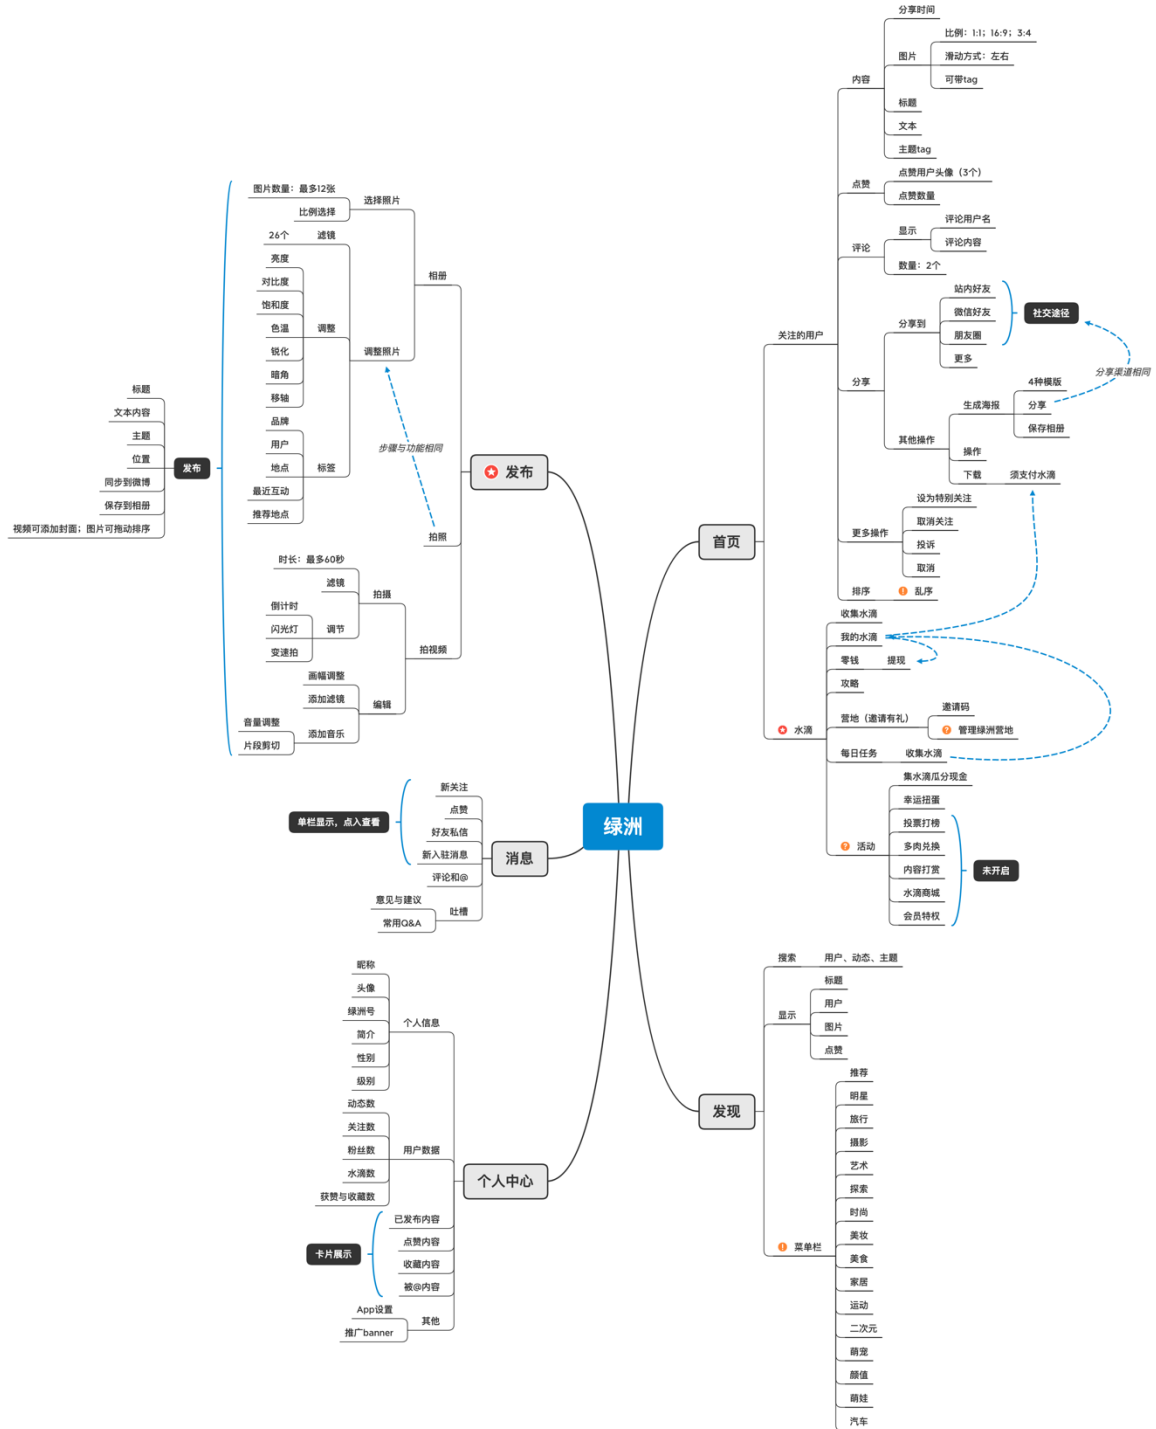 绿洲
首页
关注的用户
内容
分享时间
图片
比例：1:1；16:9；3:4
滑动方式：左右
可带tag
标题
文本
主题tag
点赞
点赞用户头像（3个）
点赞数量
评论
显示
评论用户名
评论内容
数量：2个
分享
分享到
站内好友
微信好友
朋友圈
更多
社交途径
分享渠道相同
其他操作
生成海报
4种模版
分享
保存相册
操作
下载
须支付水滴
更多操作
设为特别关注
取消关注
投诉
取消
排序
乱序
水滴
收集水滴
我的水滴
零钱
提现
攻略
营地（邀请有礼）
邀请码
管理绿洲营地
每日任务
收集水滴
活动
集水滴瓜分现金
幸运扭蛋
投票打榜
多肉兑换
内容打赏
水滴商城
会员特权
未开启
发现
搜索
用户、动态、主题
显示
标题
用户
图片
点赞
菜单栏
推荐
明星
旅行
摄影
艺术
探索
时尚
美妆
美食
家居
运动
二次元
萌宠
颜值
萌娃
汽车
发布
相册
选择照片
图片数量：最多12张
比例选择
调整照片
滤镜
26个
调整
亮度
对比度
饱和度
色温
锐化
暗角
移轴
标签
品牌
用户
地点
最近互动
推荐地点
步骤与功能相同
拍照
拍视频
拍摄
时长：最多60秒
滤镜
调节
倒计时
闪光灯
变速拍
编辑
画幅调整
添加滤镜
添加音乐
音量调整
片段剪切
发布
标题
文本内容
主题
位置
同步到微博
保存到相册
视频可添加封面；图片可拖动排序
消息
新关注
点赞
好友私信
新入驻消息
单栏显示，点入查看
评论和@
吐槽
意见与建议
常用Q&A
个人中心
个人信息
昵称
头像
绿洲号
简介
性别
级别
用户数据
动态数
关注数
粉丝数
水滴数
获赞与收藏数
已发布内容
点赞内容
收藏内容
被@内容
卡片展示
其他
App设置
推广banner